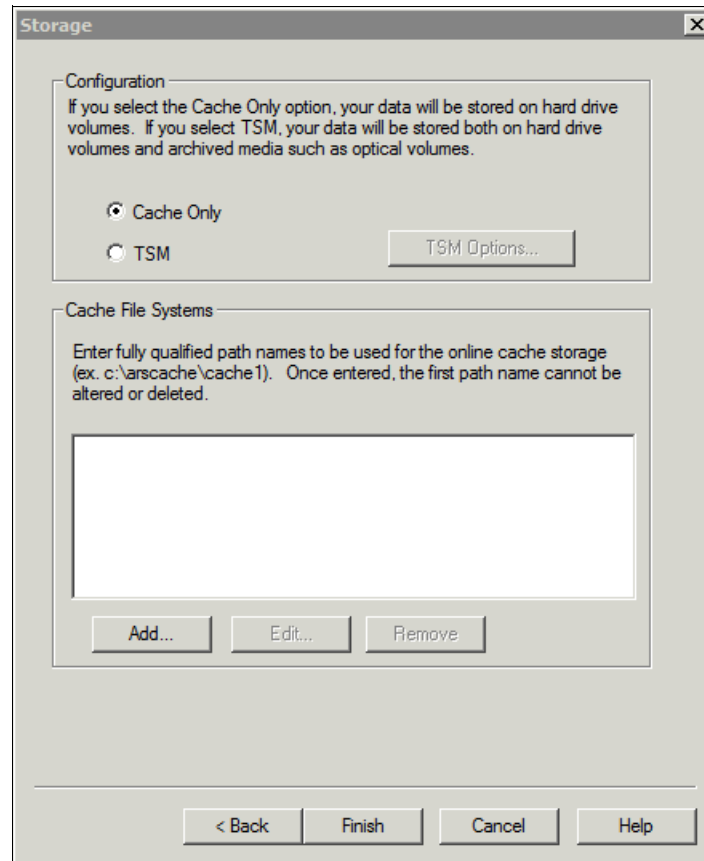 Storage
Configuration
If you select the Cache Only option, your data will be stored on hard drive
volumes. If you select TSM, your data will be stored both on hard drive
volumes and archived media such as optical volumes.
Cache Only
TSM
TSM Options...
Cache File Systems
Enter fully qualified path names to be used for the online cache storage
(ex. c:\arscache\cache1). Once entered, the first path name cannot be
altered or deleted.
Add...
Edit...
Remove
< Back
Finish
Cancel
Help